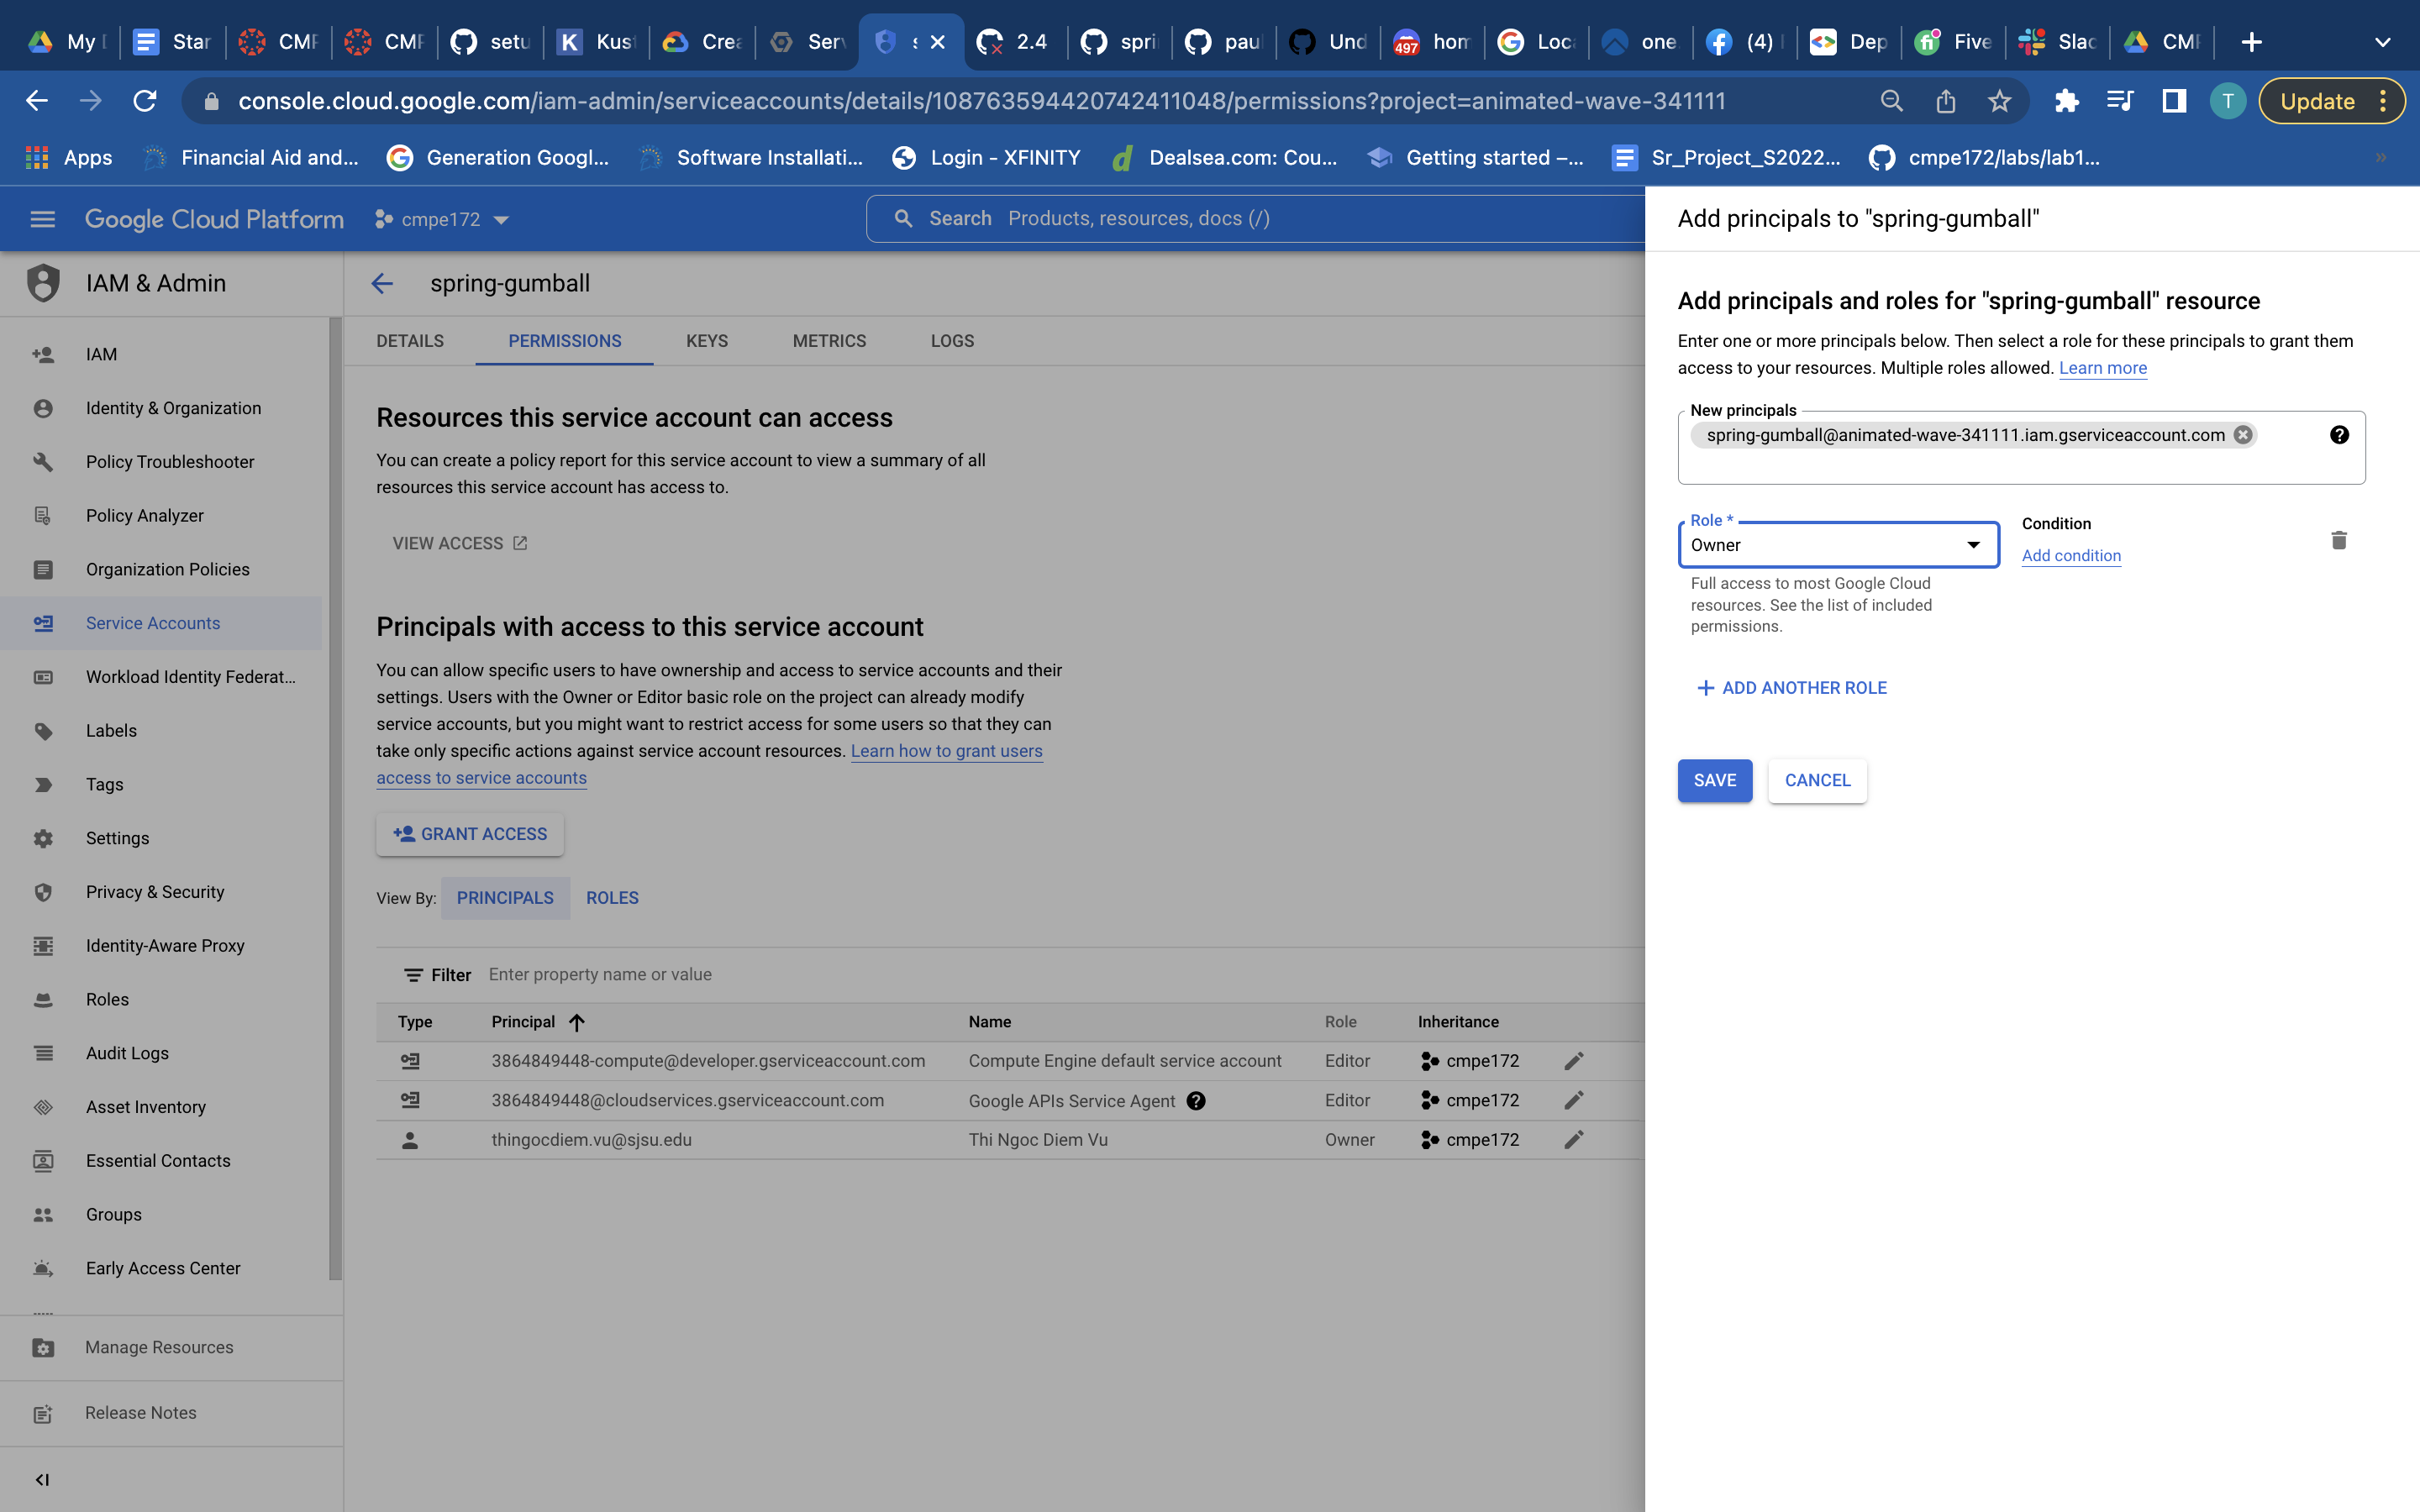 My
Star
CMP
CMP
setu
Kust
Crea
Serv
2.4
spri
paul
Und
497
hom
Loca
one
(4)
Dep
Five
Slac
CMP
console.cloud.google.com/iam-admin/serviceaccounts/details/108763594420742411048/permissions?project=animated-wave-341111
T
Update
Apps
Financial Aid and...
Generation Googl...
Software Installati...
Login - XFINITY
Dealsea.com: Cou...
Getting started –...
Sr_Project_S2022...
cmpe172/labs/lab1...
»
Google Cloud Platform
cmpe172
Search Products, resources, docs (/)
IAM & Admin
IAM
Identity & Organization
Policy Troubleshooter
Policy Analyzer
Organization Policies
Service Accounts
Workload Identity Federat...
Labels
Tags
Settings
Privacy & Security
Identity-Aware Proxy
Roles
Audit Logs
Asset Inventory
Essential Contacts
Groups
Early Access Center
Manage Resources
Release Notes
spring-gumball
DETAILS
PERMISSIONS
KEYS
METRICS
LOGS
Resources this service account can access
You can create a policy report for this service account to view a summary of all
resources this service account has access to.
VIEW ACCESS
Principals with access to this service account
You can allow specific users to have ownership and access to service accounts and their
settings. Users with the Owner or Editor basic role on the project can already modify
service accounts, but you might want to restrict access for some users so that they can
take only specific actions against service account resources. Learn how to grant users
access to service accounts
GRANT ACCESS
View By: PRINCIPALS ROLES
Filter Enter property name or value
Type Principal Name Role Inheritance
3864849448-compute@developer.gserviceaccount.com Compute Engine default service account Editor cmpe172
3864849448@cloudservices.gserviceaccount.com Google APIs Service Agent Editor cmpe172
thingocdiem.vu@sjsu.edu Thi Ngoc Diem Vu Owner cmpe172
Add principals to "spring-gumball"
Add principals and roles for "spring-gumball" resource
Enter one or more principals below. Then select a role for these principals to grant them
access to your resources. Multiple roles allowed. Learn more
New principals
spring-gumball@animated-wave-341111.iam.gserviceaccount.com
Role *
Owner
Condition
Add condition
Full access to most Google Cloud
resources. See the list of included
permissions.
ADD ANOTHER ROLE
SAVE
CANCEL